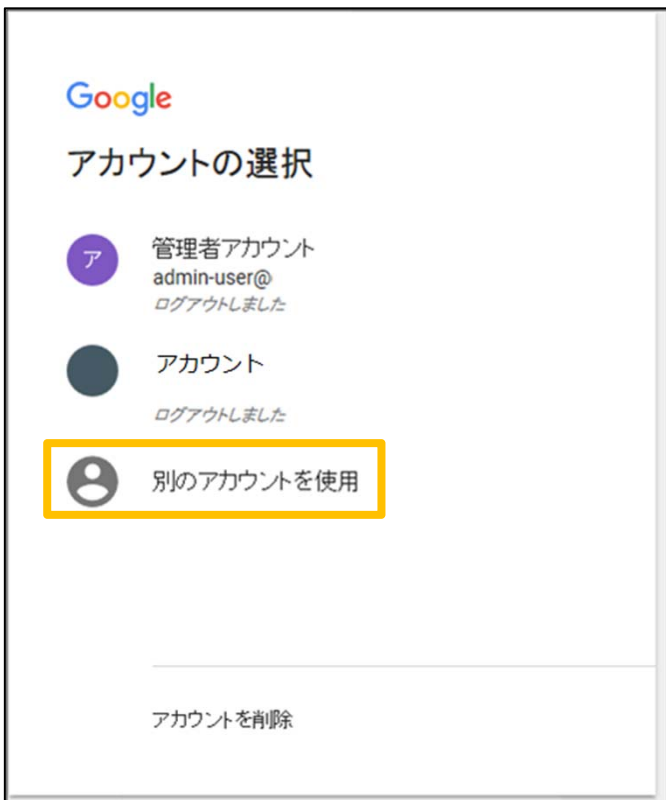 Google
アカウントの選択
ア
管理者アカウント
admin-user@
ログアウトしました
アカウント
ログアウトしました
別のアカウントを使用
アカウントを削除